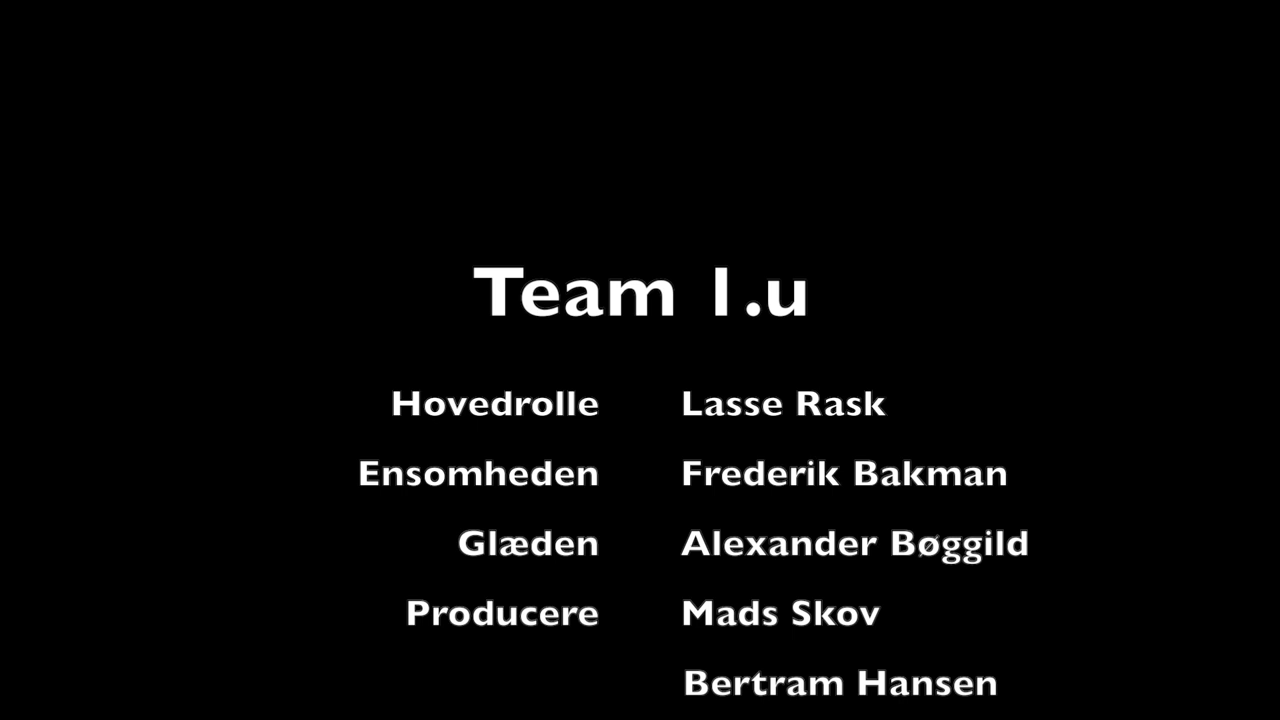 Team 1.u
Hovedrolle Lasse Rask
Ensomheden Frederik Bakman
Glæden Alexander Bøggild
Producere Mads Skov
Bertram Hansen